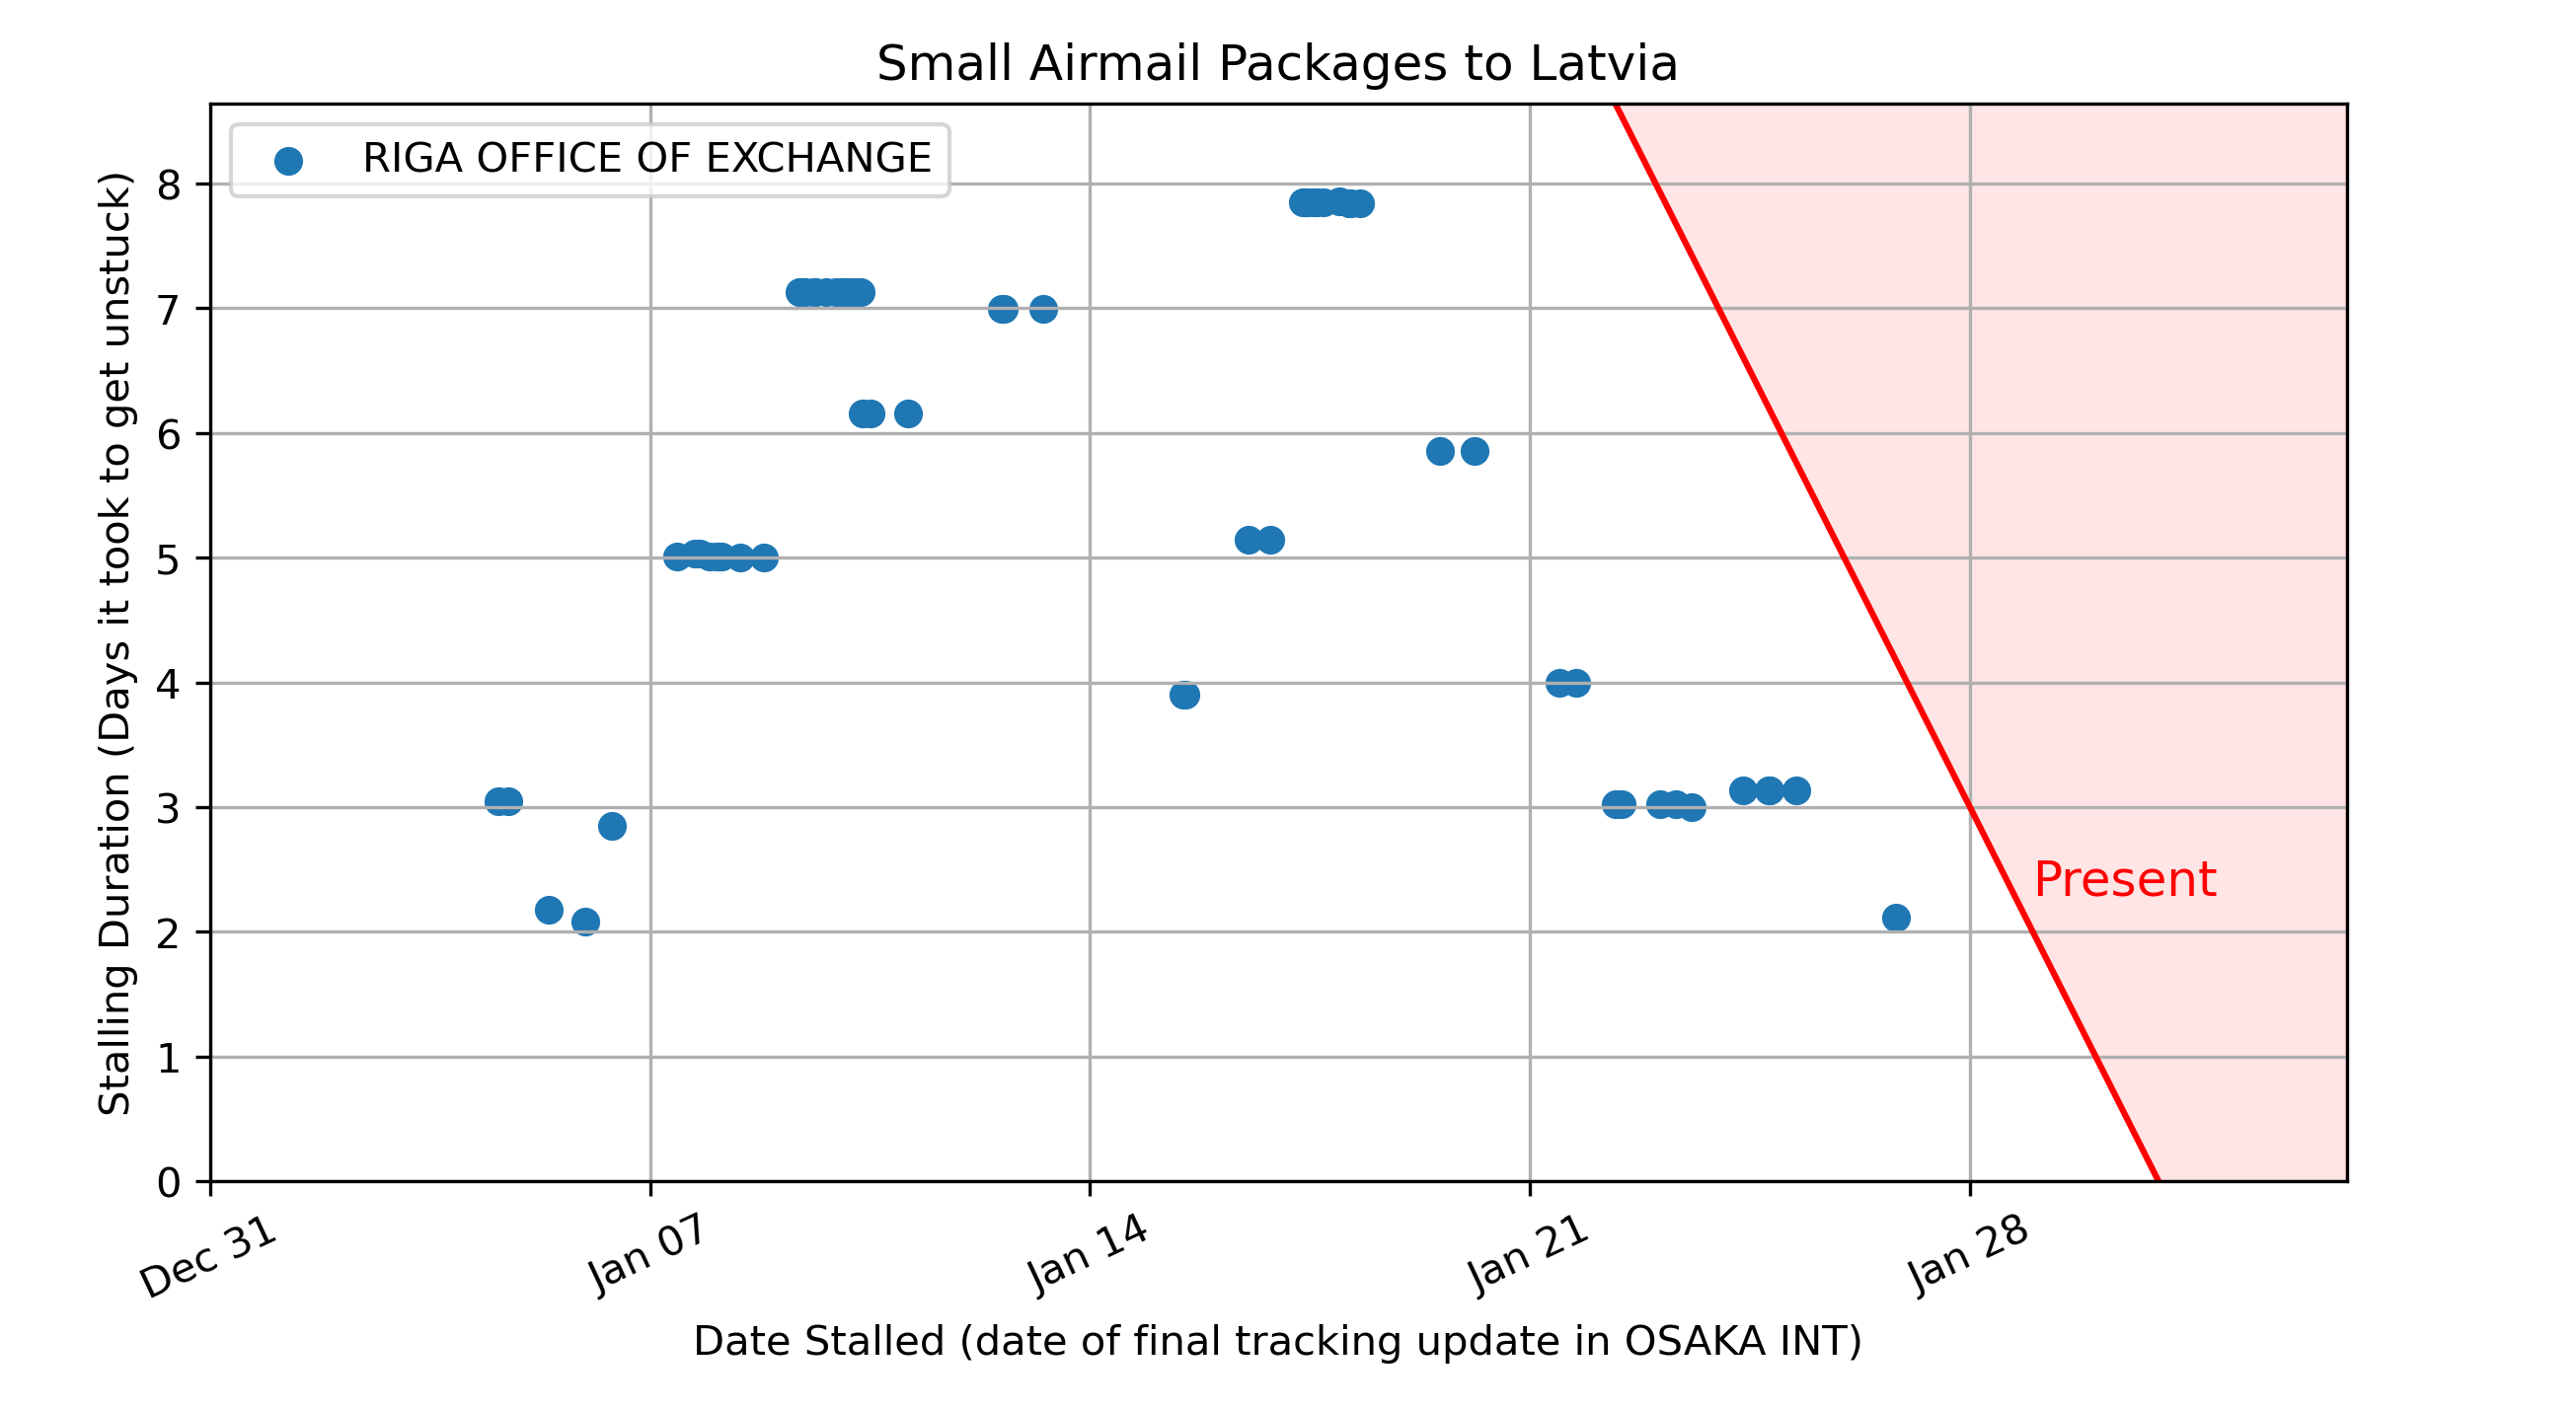 Small Airmail Packages to Latvia
RIGA OFFICE OF EXCHANGE
Stalling Duration (Days it took to get unstuck)
8
7
6
5
4
3
2
1
0
Present
Dec 31
Jan 07
Jan 14
Jan 21
Jan 28
Date Stalled (date of final tracking update in OSAKA INT)